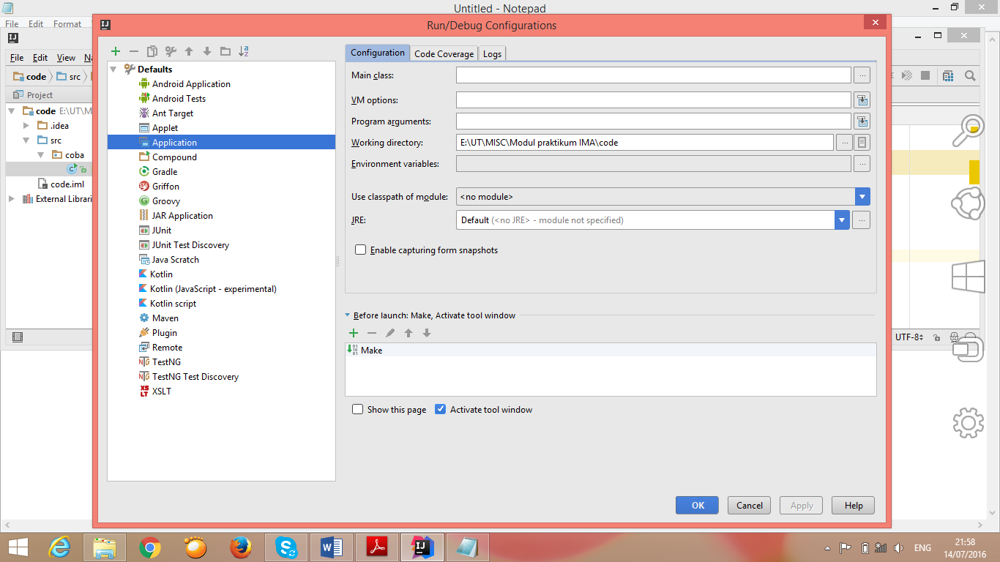 Untitled - Notepad
File Edit Format
Run/Debug Configurations
File Edit View
code src
Project
code E:\UT\M
.idea
src
coba
code.iml
External Librari
Defaults
Android Application
Android Tests
Ant Target
Applet
Application
Compound
Gradle
Griffon
Groovy
JAR Application
JUnit
JUnit Test Discovery
Java Scratch
Kotlin
Kotlin (JavaScript - experimental)
Kotlin script
Maven
Plugin
Remote
TestNG
TestNG Test Discovery
XSLT
Configuration Code Coverage Logs
Main class:
VM options:
Program arguments:
Working directory: E:\UT\MISC\Modul praktikum IMA\code
Environment variables:
Use classpath of module: <no module>
JRE: Default (<no JRE> - module not specified)
Enable capturing form snapshots
Before launch: Make, Activate tool window
Make
Show this page Activate tool window
OK Cancel Apply Help
UTF-8
ENG
21:58
14/07/2016